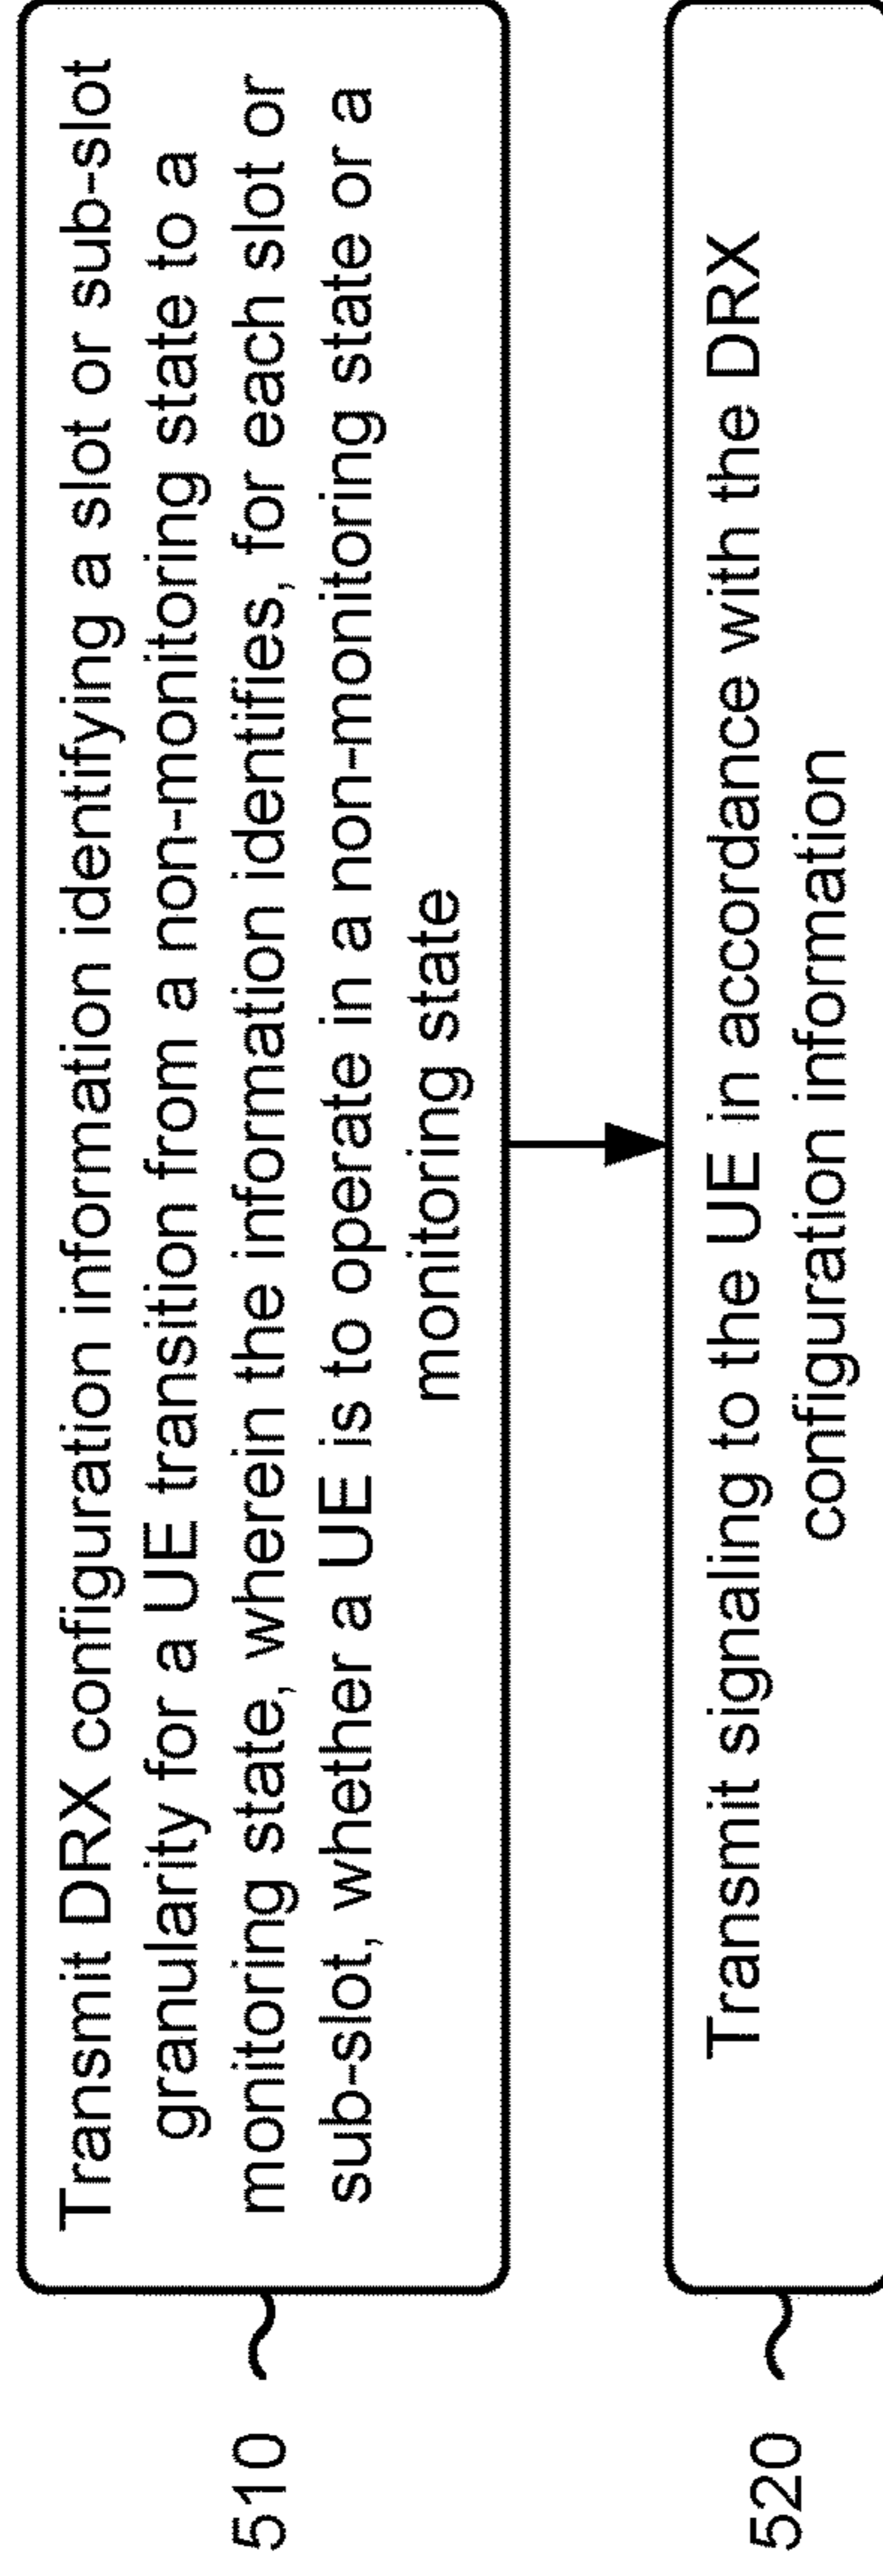 510
Transmit DRX configuration information identifying a slot or sub-slot
granularity for a UE transition from a non-monitoring state to a
monitoring state, wherein the information identifies, for each slot or
sub-slot, whether a UE is to operate in a non-monitoring state or a
monitoring state
520
Transmit signaling to the UE in accordance with the DRX
configuration information